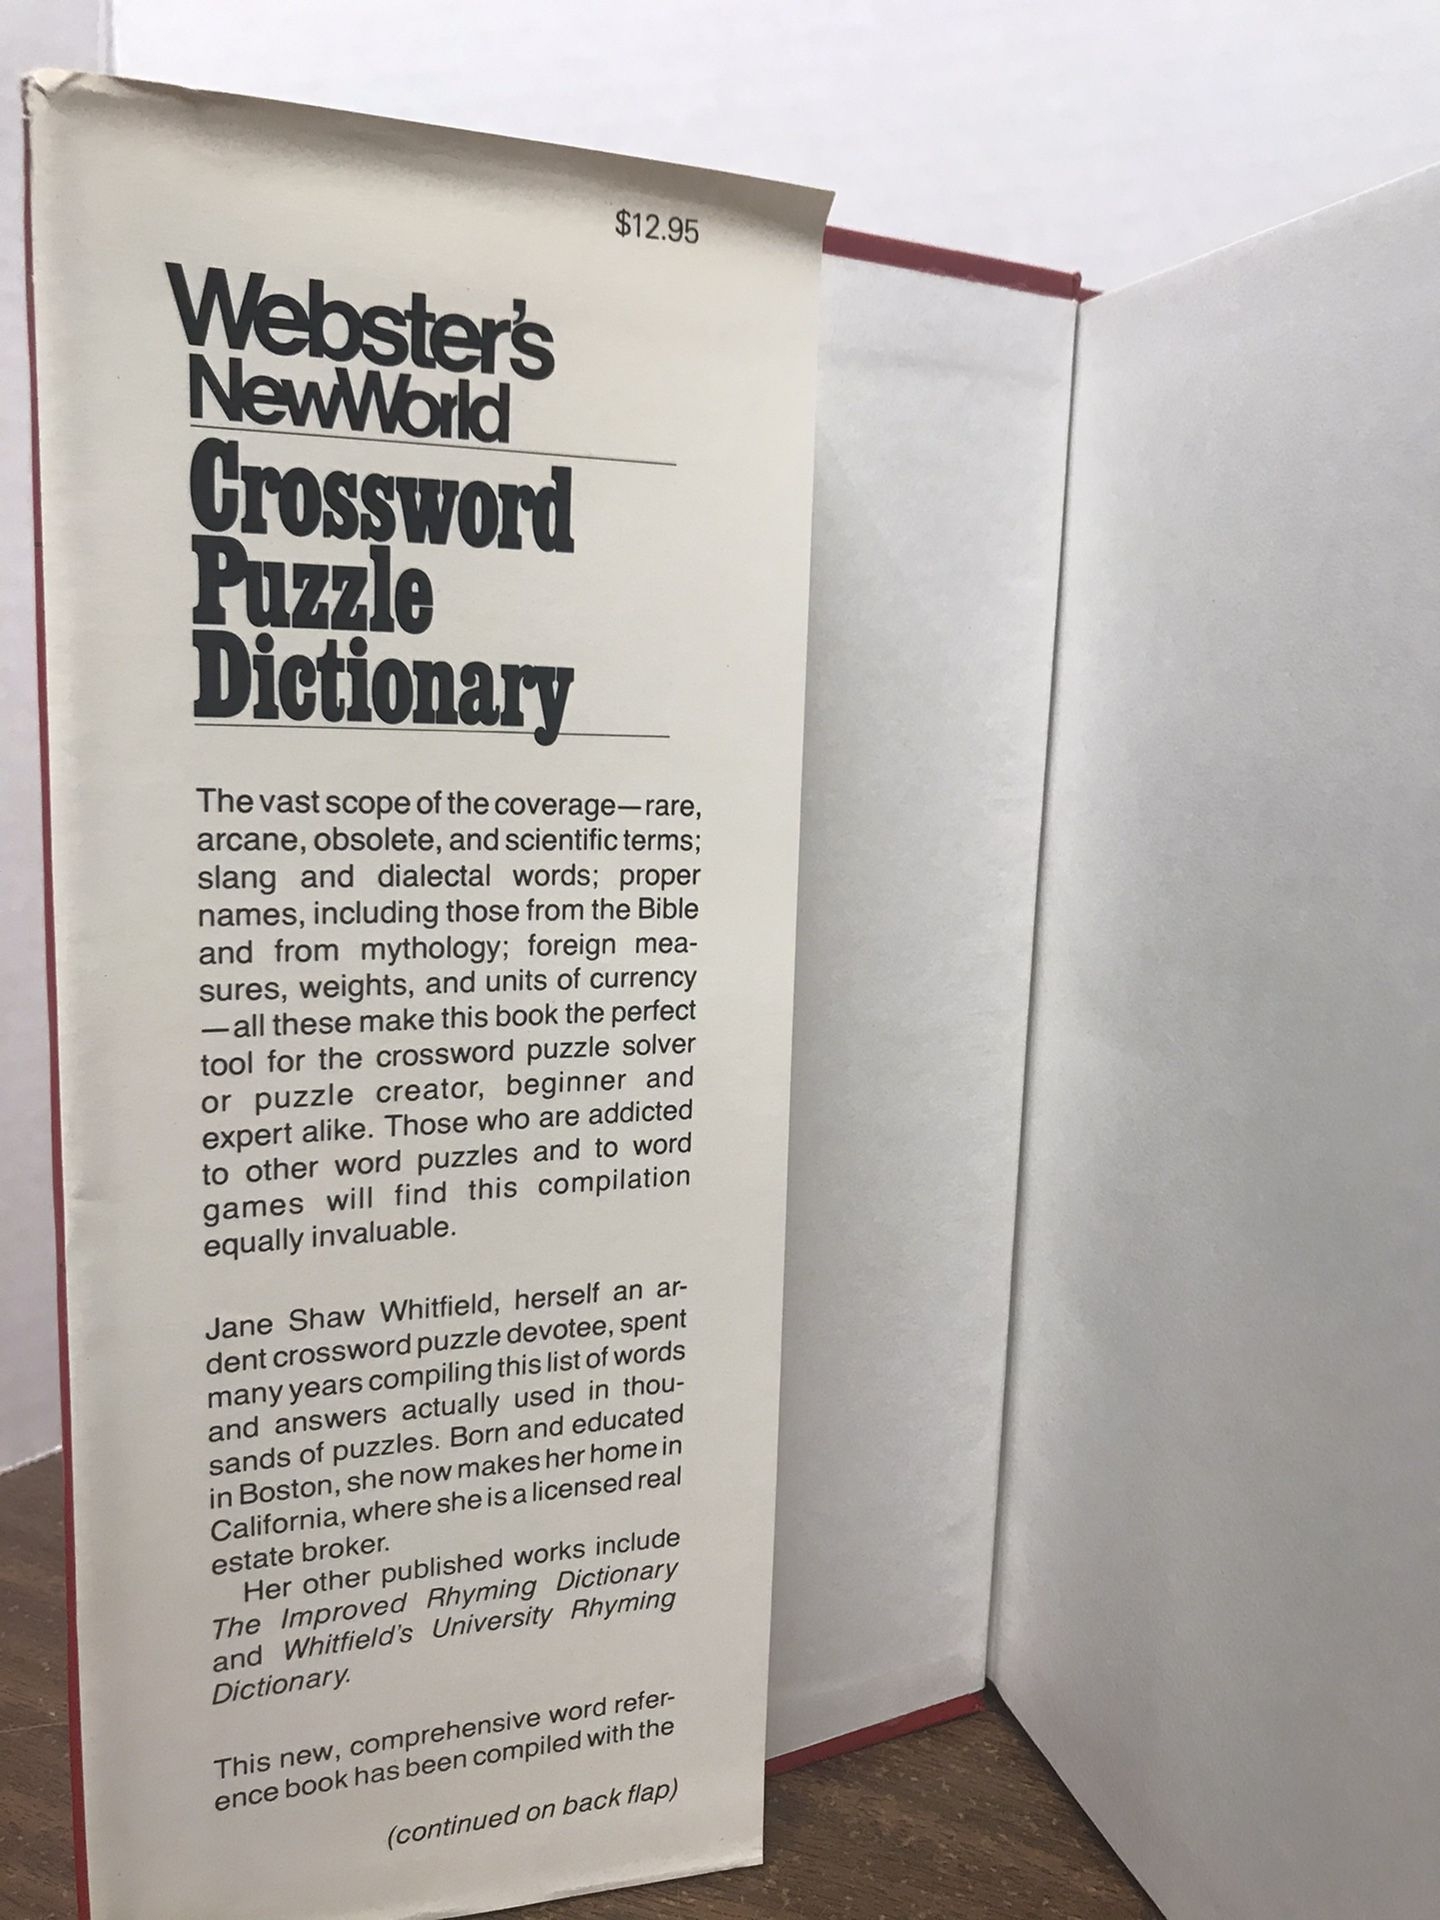 $12.95
Webster's
NewWorld
Crossword
Puzzle
Dictionary
The vast scope of the coverage—rare,
arcane, obsolete, and scientific terms;
slang and dialectal words; proper
names, including those from the Bible
and from mythology; foreign mea-
sures, weights, and units of currency
—all these make this book the perfect
tool for the crossword puzzle solver
or puzzle creator, beginner and
expert alike. Those who are addicted
to other word puzzles and to word
games will find this compilation
equally invaluable.
Jane Shaw Whitfield, herself an ar-
dent crossword puzzle devotee, spent
many years compiling this list of words
and answers actually used in thou-
sands of puzzles. Born and educated
in Boston, she now makes her home in
California, where she is a licensed real
estate broker.
Her other published works include
The Improved Rhyming Dictionary
and Whitfield's University Rhyming
Dictionary.
This new, comprehensive word refer-
ence book has been compiled with the
(continued on back flap)